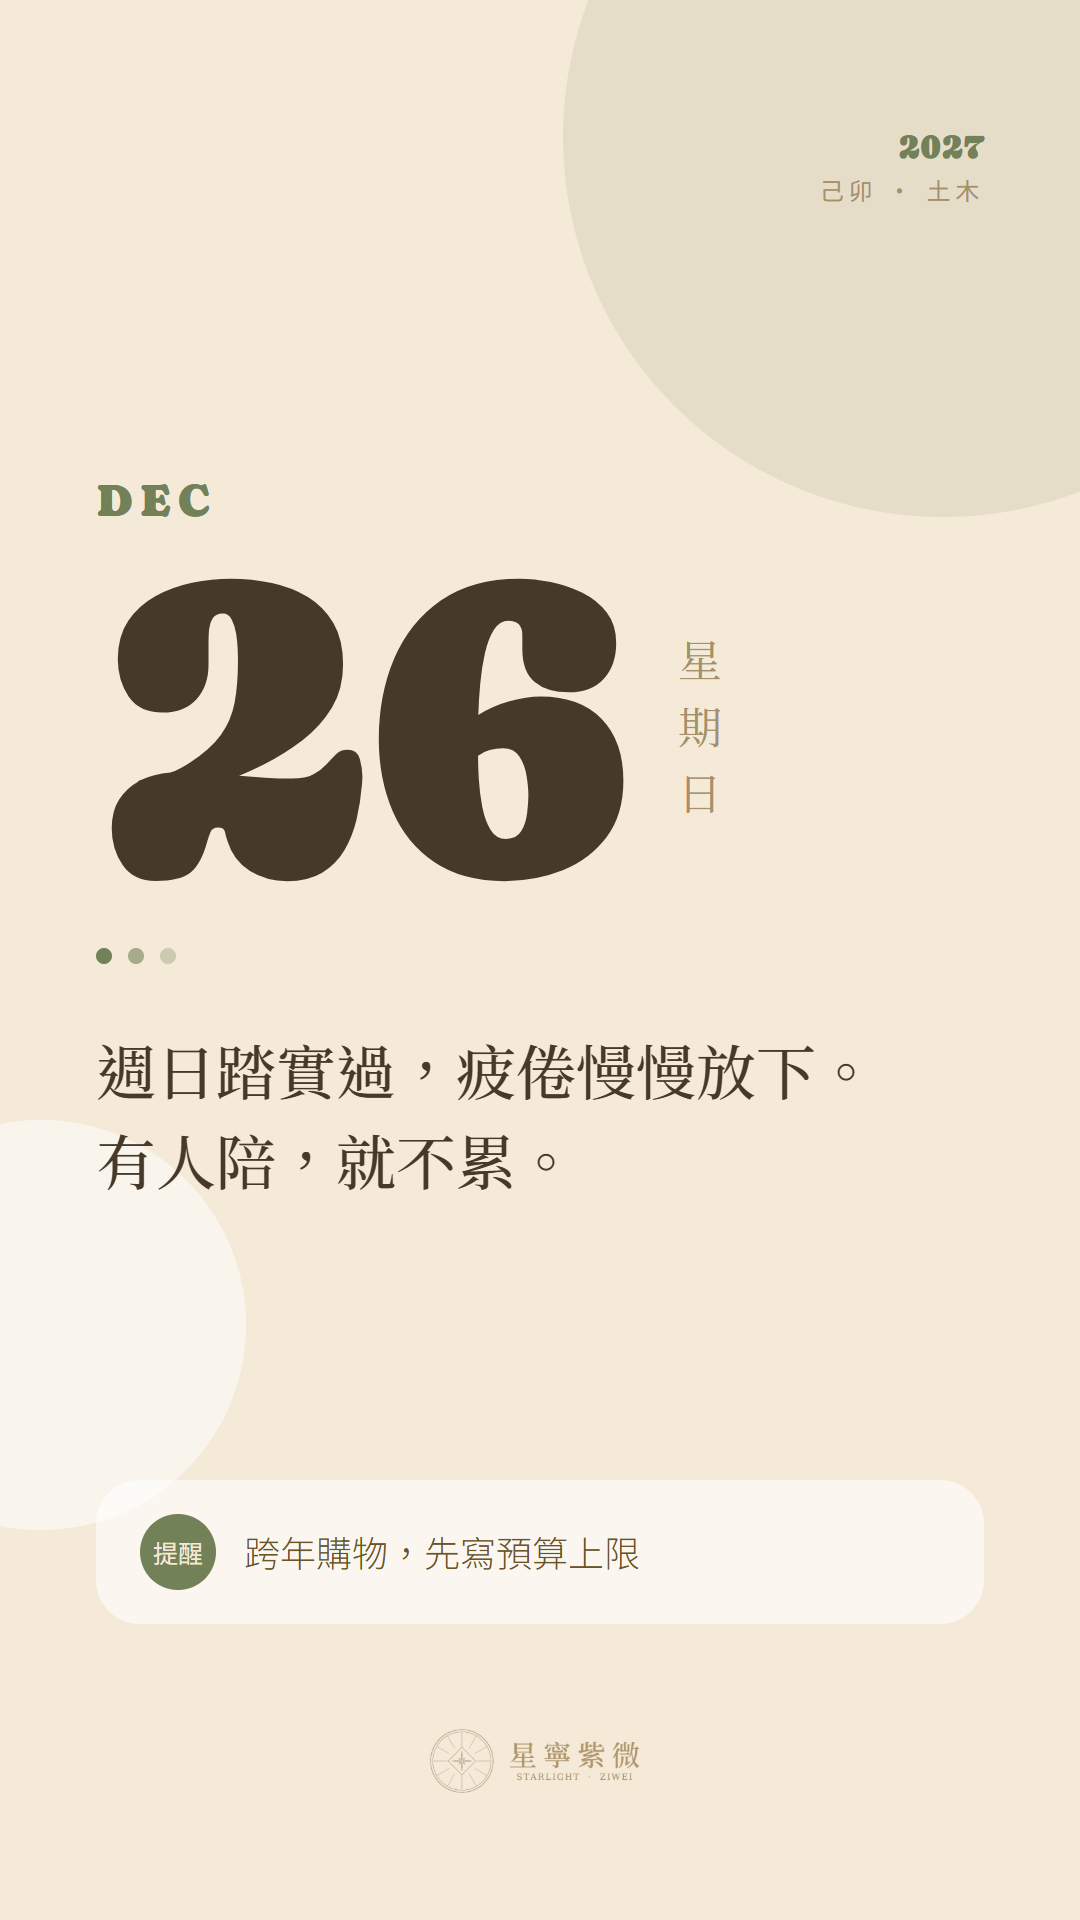 2027
己卯 · 土木
DEC
26
星期日
週日踏實過，疲倦慢慢放下。
有人陪，就不累。
提醒
跨年購物，先寫預算上限
星寧紫微
STARLIGHT · ZIWEI